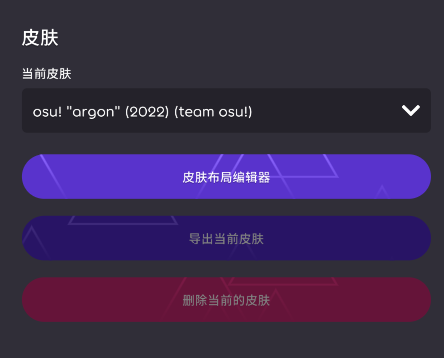 皮肤
当前皮肤
osu! "argon" (2022) (team osu!)
皮肤布局编辑器
导出当前皮肤
删除当前的皮肤